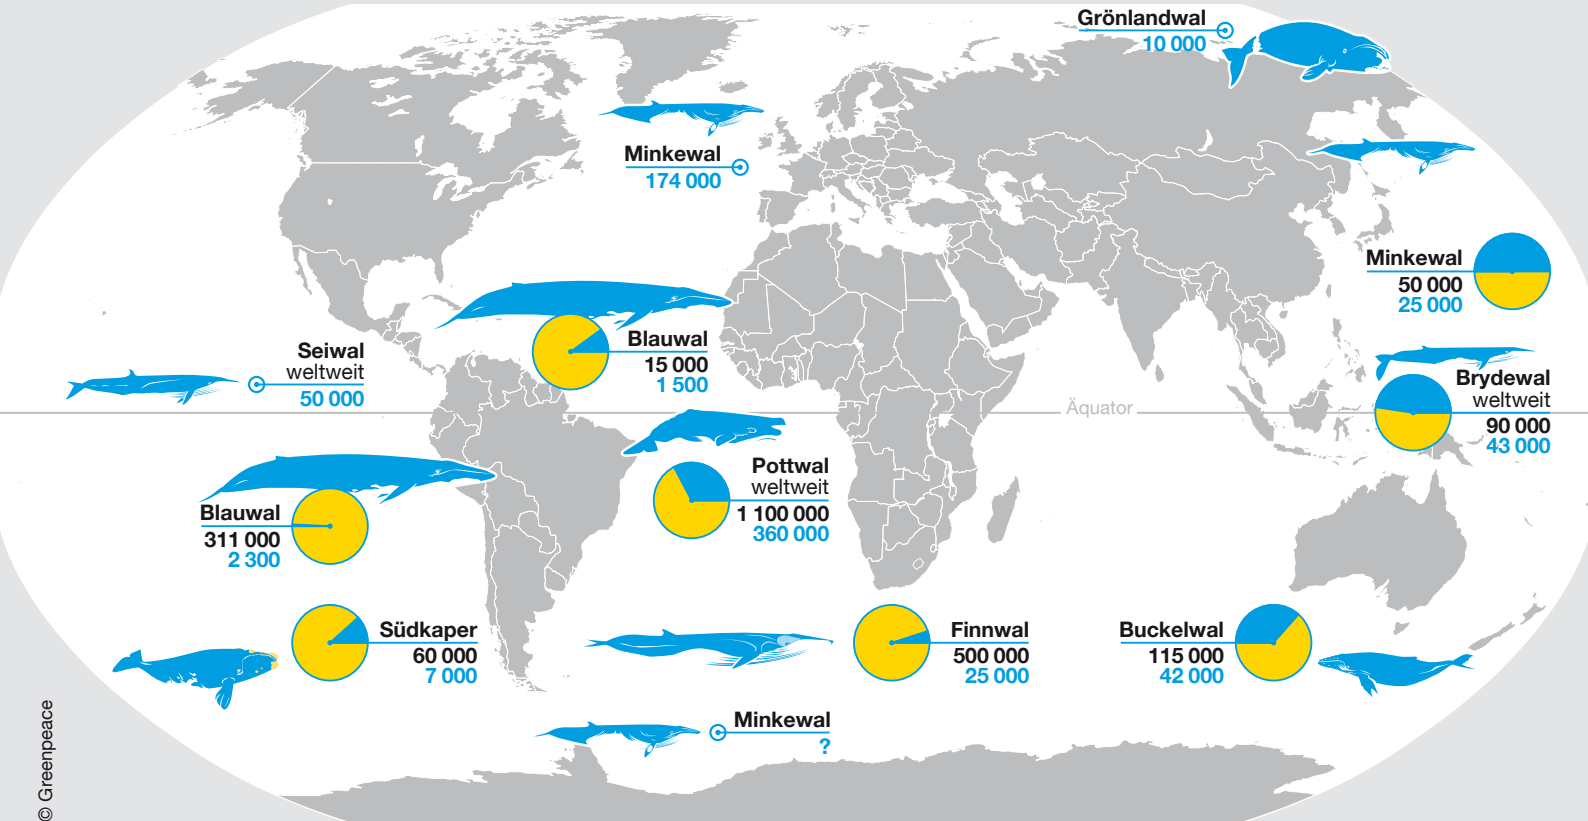 Grönlandwal
10 000
Minkewal
174 000
Minkewal
50 000
25 000
Blauwal
15 000
1 500
Seiwal
weltweit
50 000
Brydewal
weltweit
90 000
43 000
Äquator
Pottwal
weltweit
1 100 000
360 000
Blauwal
311 000
2 300
Südkaper
60 000
7 000
Finnwal
500 000
25 000
Buckelwal
115 000
42 000
Minkewal
?
© Greenpeace